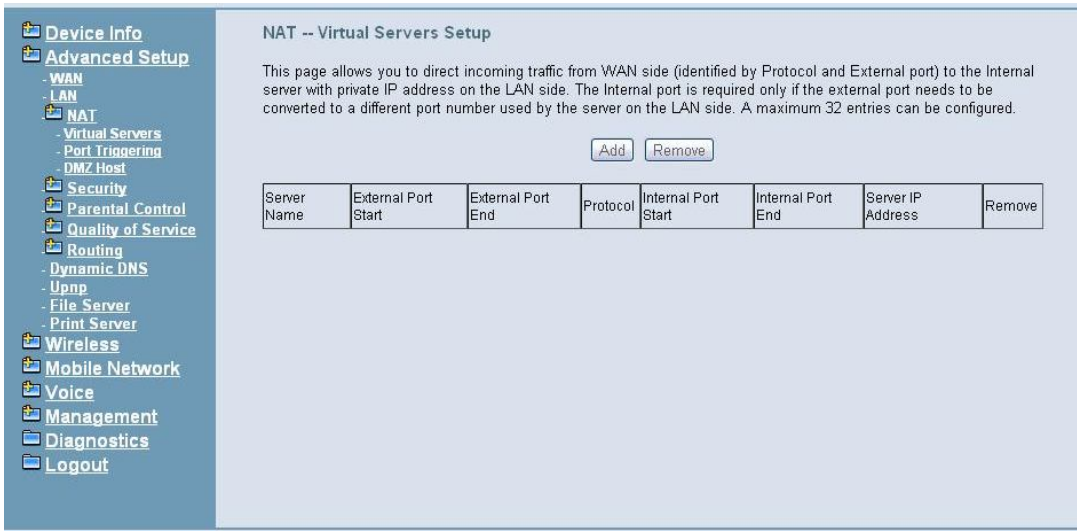 Device Info
Advanced Setup
- WAN
- LAN
NAT
- Virtual Servers
- Port Triggering
- DMZ Host
Security
Parental Control
Quality of Service
Routing
- Dynamic DNS
- Upnp
- File Server
- Print Server
Wireless
Mobile Network
Voice
Management
Diagnostics
Logout
NAT -- Virtual Servers Setup
This page allows you to direct incoming traffic from WAN side (identified by Protocol and External port) to the Internal
server with private IP address on the LAN side. The Internal port is required only if the external port needs to be
converted to a different port number used by the server on the LAN side. A maximum 32 entries can be configured.
Add Remove
Server Name External Port Start External Port End Protocol Internal Port Start Internal Port End Server IP Address Remove